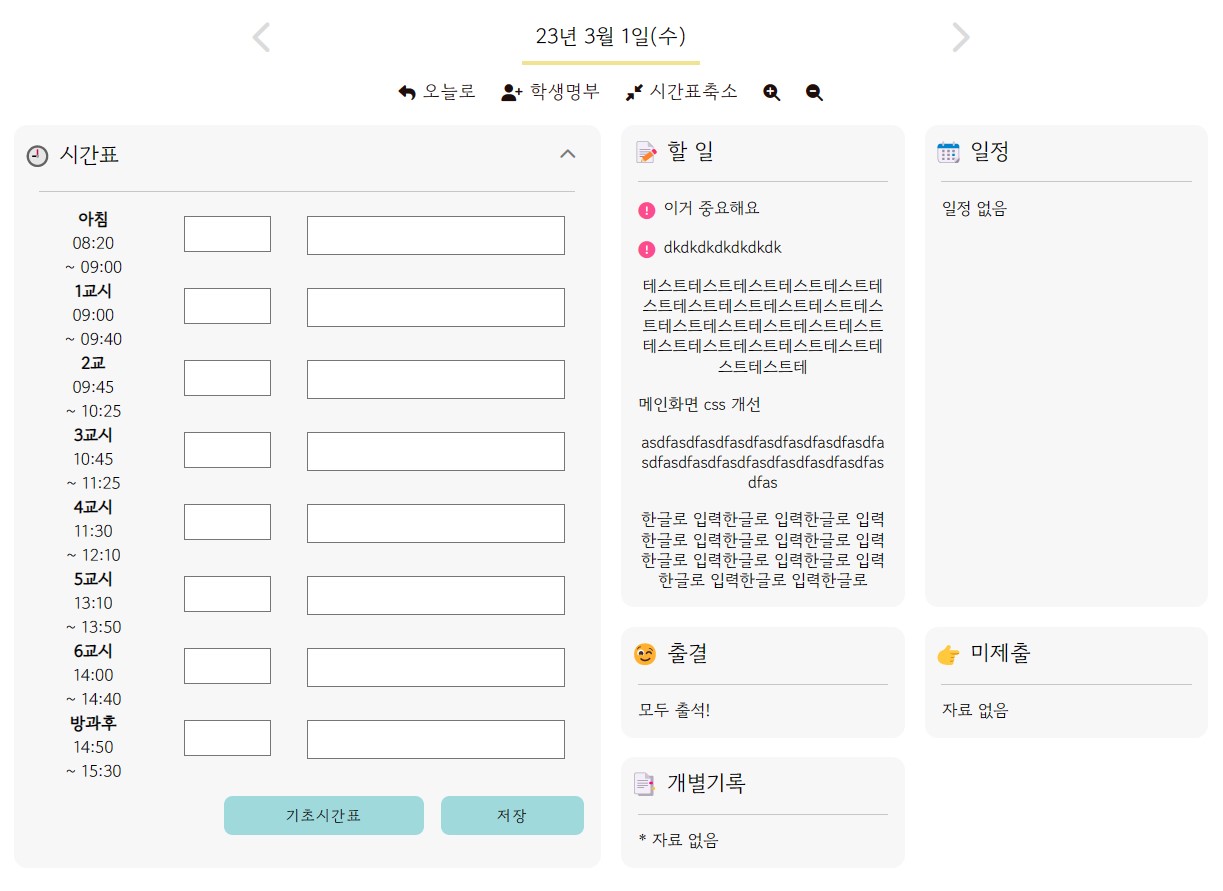 23년 3월 1일(수)
오늘로 학생명부 시간표축소
시간표
아침
08:20
~ 09:00
1교시
09:00
~ 09:40
2교
09:45
~ 10:25
3교시
10:45
~ 11:25
4교시
11:30
~ 12:10
5교시
13:10
~ 13:50
6교시
14:00
~ 14:40
방과후
14:50
~ 15:30
기초시간표 저장
할 일
이거 중요해요
dkdkdkdkdkdkdk
테스트테스트테스트테스트테스트테
스트테스트테스트테스트테스트테스
트테스트테스트테스트테스트테스트
테스트테스트테스트테스트테스트테
스트테스트테
메인화면 css 개선
asdfasdfasdfasdfasdfasdfasdfasdfa
sdfasdfasdfasdfasdfasdfasdfasdfas
dfas
한글로 입력한글로 입력한글로 입력
한글로 입력한글로 입력한글로 입력
한글로 입력한글로 입력한글로 입력
한글로 입력한글로 입력한글로
일정
일정 없음
출결
모두 출석!
미제출
자료 없음
개별기록
* 자료 없음